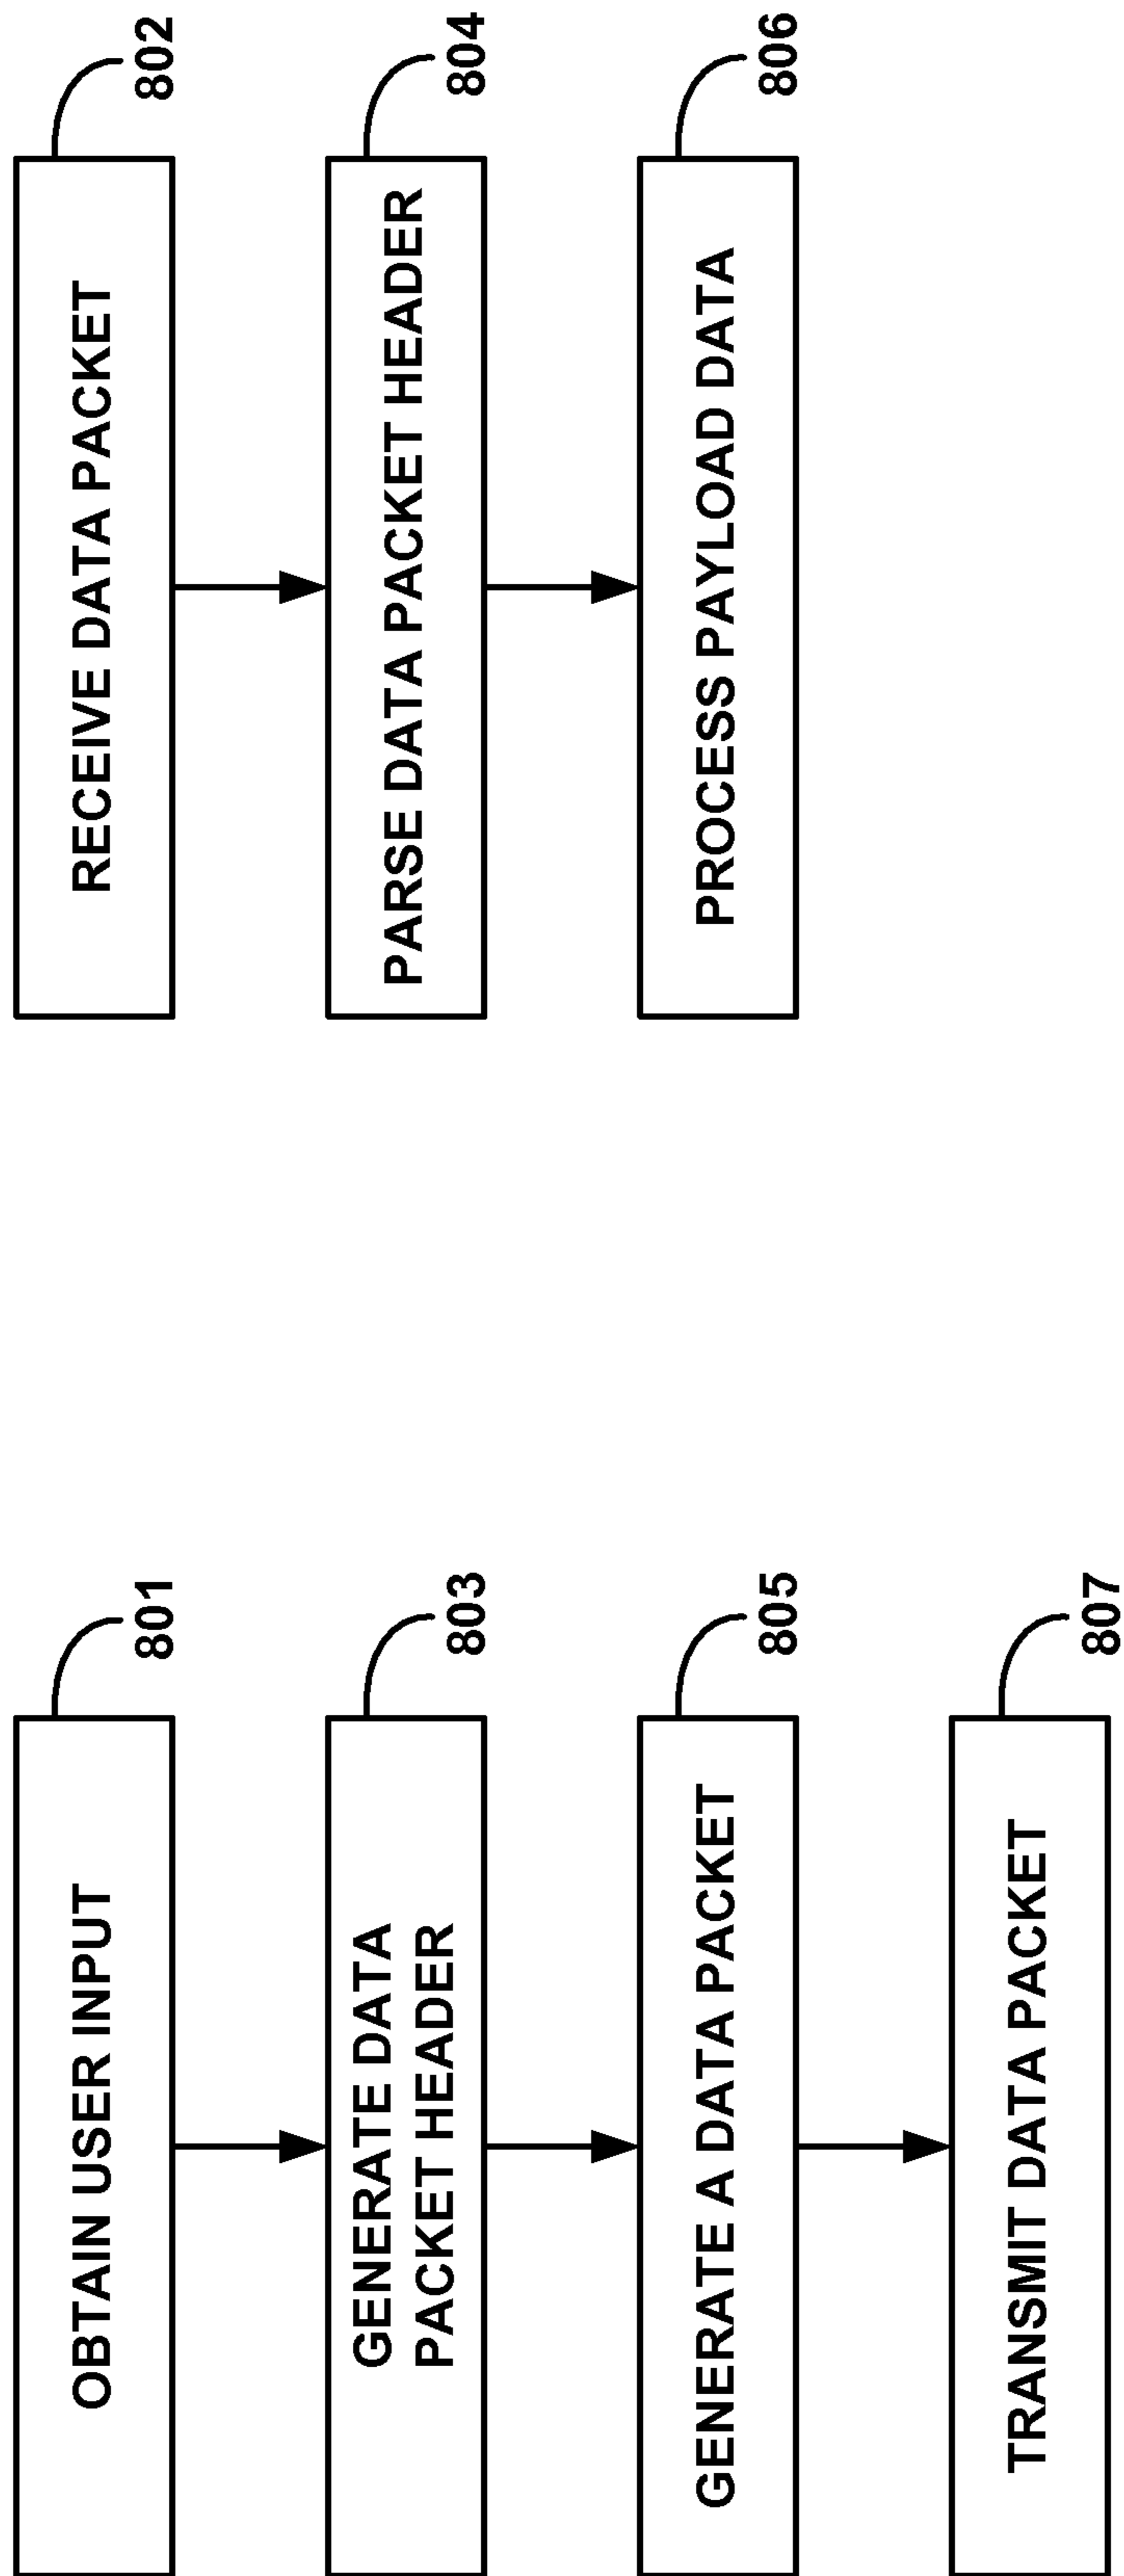 OBTAIN USER INPUT
801
GENERATE DATA
PACKET HEADER
803
GENERATE A DATA PACKET
805
TRANSMIT DATA PACKET
807
RECEIVE DATA PACKET
802
PARSE DATA PACKET HEADER
804
PROCESS PAYLOAD DATA
806